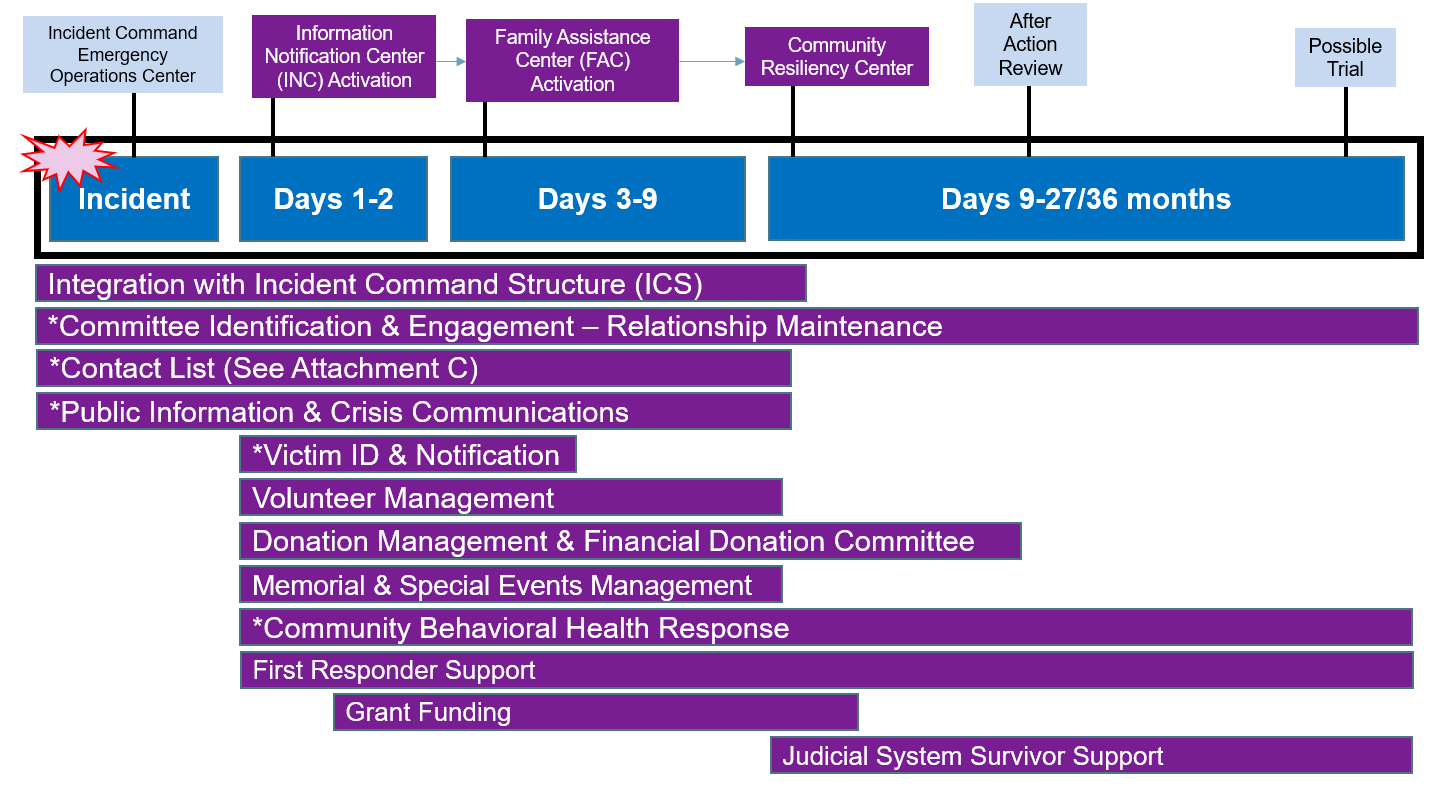 Incident Command
Emergency
Operations Center
Information
Notification Center
(INC) Activation
Family Assistance
Center (FAC)
Activation
Community
Resiliency Center
After
Action
Review
Possible
Trial
Incident
Days 1-2
Days 3-9
Days 9-27/36 months
Integration with Incident Command Structure (ICS)
*Committee Identification & Engagement – Relationship Maintenance
*Contact List (See Attachment C)
*Public Information & Crisis Communications
*Victim ID & Notification
Volunteer Management
Donation Management & Financial Donation Committee
Memorial & Special Events Management
*Community Behavioral Health Response
First Responder Support
Grant Funding
Judicial System Survivor Support